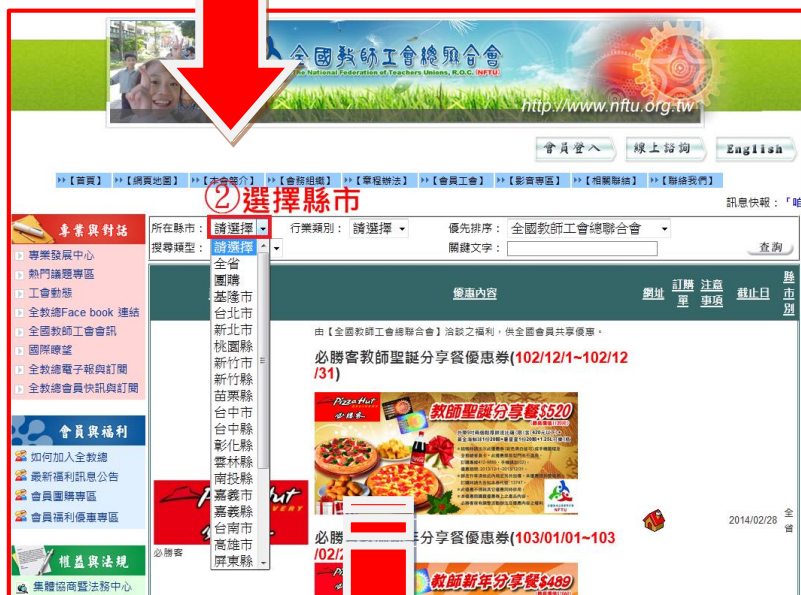 全國教師工會總聯合會
The National Federation of Teachers Unions, R.O.C. (NFTU)
http://www.nftu.org.tw
會員登入
線上諮詢
English
【首頁】
【網頁地圖】
【本會簡介】
【會務組織】
【章程辦法】
【會員工會】
【影音專區】
【相關聯結】
【聯絡我們】
②選擇縣市
訊息快報：「
專業與對話
專業發展中心
熱門議題專區
工會動態
全教總Face book 連結
全國教師工會會訊
國際瞭望
全教總電子報與訂閱
全教總會員快訊與訂閱
會員與福利
如何加入全教總
最新福利訊息公告
會員團購專區
會員福利優惠專區
權益與法規
集體協商暨法務中心
所在縣市： 請選擇
行業類別： 請選擇
優先排序： 全國教師工會總聯合會
搜尋類型：
關鍵文字：
查詢
請選擇
全省
團購
基隆市
台北市
新北市
桃園縣
新竹市
新竹縣
苗栗縣
台中市
台中縣
彰化縣
雲林縣
南投縣
嘉義市
嘉義縣
台南市
高雄市
屏東縣
優惠內容
網址
訂購單
注意事項
截止日
縣市別
由【全國教師工會總聯合會】洽談之福利，供全國會員共享優惠。
必勝客教師聖誕分享餐優惠券(102/12/1~102/12
/31)
Pizza Hut
必勝客
教師聖誕分享餐$520
NFTU
Pizza Hut
必勝客
2014/02/28
全省
必勝
年分享餐優惠券(103/01/01~103
/02/2
教師新年分享餐$489